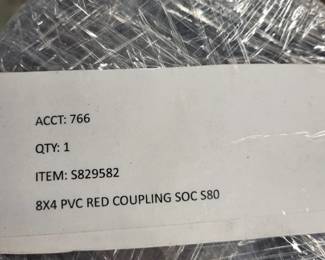 ACCT: 766
QTY: 1
ITEM: S829582
8X4 PVC RED COUPLING SOC S80